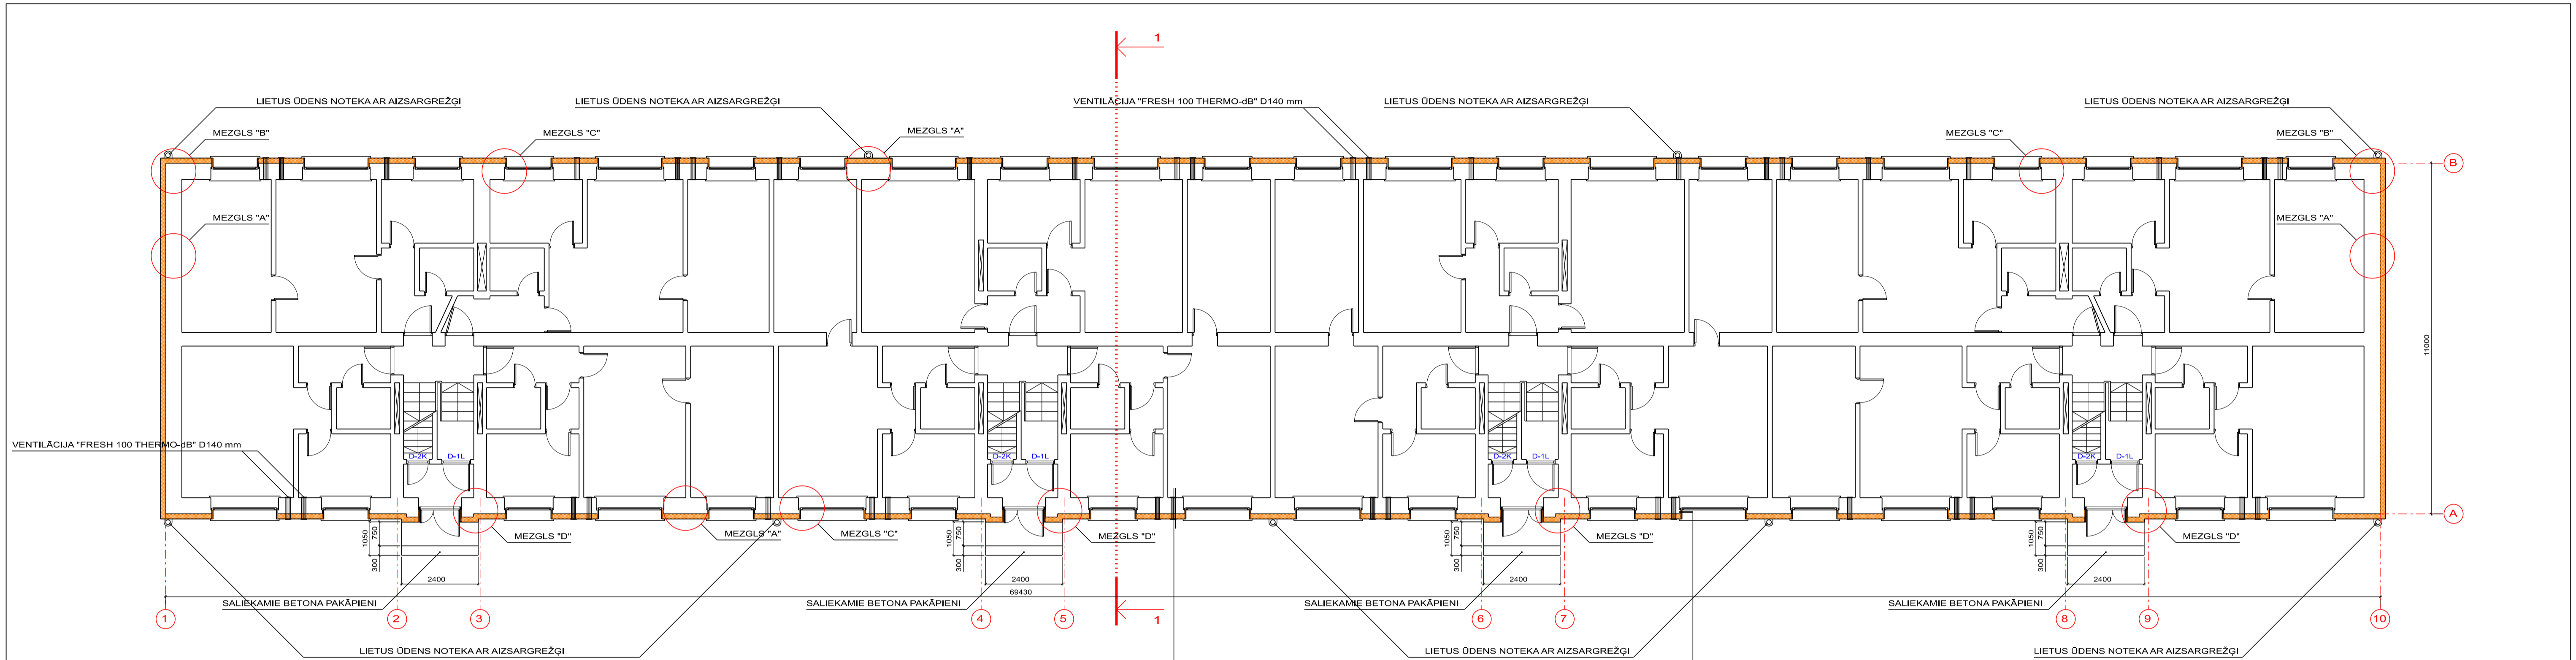 1
LIETUS ŪDENS NOTEKA AR AIZSARGREŽĢI
LIETUS ŪDENS NOTEKA AR AIZSARGREŽĢI
VENTILĀCIJA "FRESH 100 THERMO-dB" D140 mm
LIETUS ŪDENS NOTEKA AR AIZSARGREŽĢI
LIETUS ŪDENS NOTEKA AR AIZSARGREŽĢI
MEZGLS "B"
MEZGLS "C"
MEZGLS "A"
MEZGLS "C"
MEZGLS "B"
B
MEZGLS "A"
MEZGLS "A"
11000
VENTILĀCIJA "FRESH 100 THERMO-dB" D140 mm
D-2K
D-1L
D-2K
D-1L
D-2K
D-1L
D-2K
D-1L
A
1050
750
300
MEZGLS "D"
MEZGLS "A"
MEZGLS "C"
1050
750
300
MEZGLS "D"
1050
750
300
MEZGLS "D"
1050
750
300
MEZGLS "D"
2400
2400
2400
2400
69430
SALIEKAMIE BETONA PAKĀPIENI
SALIEKAMIE BETONA PAKĀPIENI
SALIEKAMIE BETONA PAKĀPIENI
SALIEKAMIE BETONA PAKĀPIENI
1
2
3
4
5
1
6
7
8
9
10
LIETUS ŪDENS NOTEKA AR AIZSARGREŽĢI
LIETUS ŪDENS NOTEKA AR AIZSARGREŽĢI
LIETUS ŪDENS NOTEKA AR AIZSARGREŽĢI